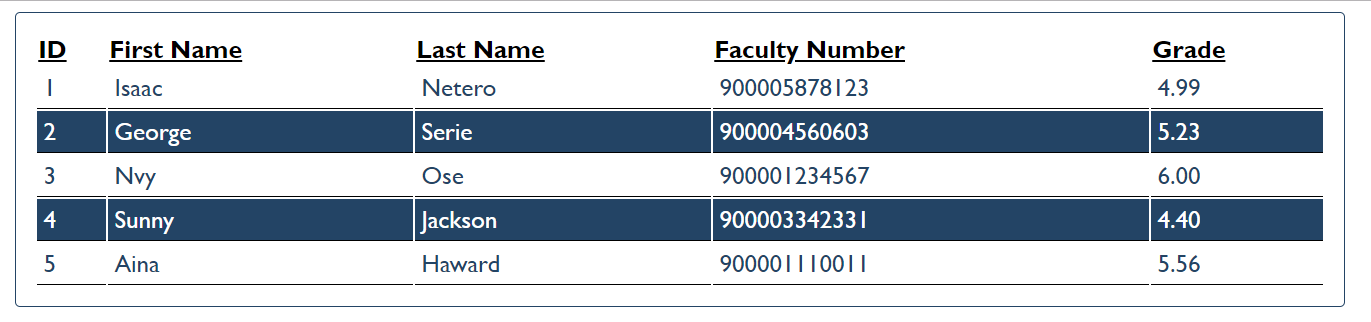 ID First Name Last Name Faculty Number Grade
1 Isaac Netero 900005878123 4.99
2 George Serie 900004560603 5.23
3 Nvy Ose 900001234567 6.00
4 Sunny Jackson 900003342331 4.40
5 Aina Haward 900001110011 5.56